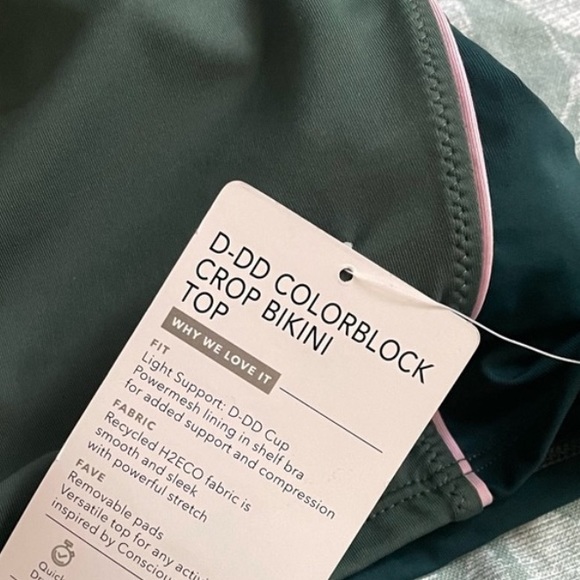 D-DD COLORBLOCK
CROP BIKINI
TOP
WHY WE LOVE IT
FIT
Light Support: D-DD Cup
Powermesh lining in shelf bra
for added support and compression
FABRIC
Recycled H2ECO fabric is
smooth and sleek
with powerful stretch
FAVE
Removable pads
Versatile top for any
inspired by